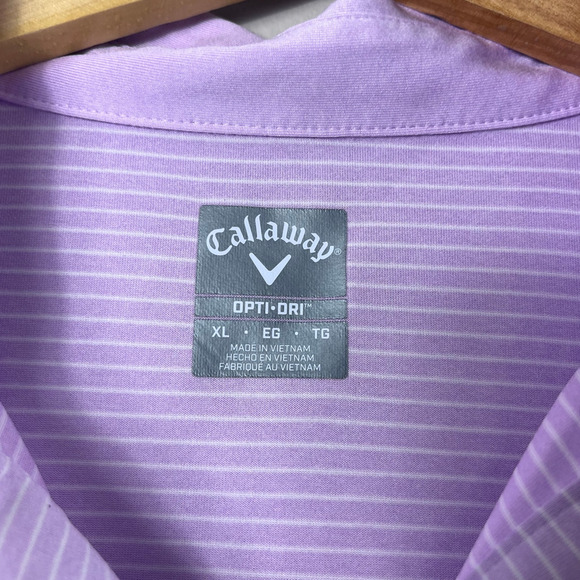 Callaway®
OPTI•DRI™
XL • EG • TG
MADE IN VIETNAM
HECHO EN VIETNAM
FABRIQUÉ AU VIETNAM